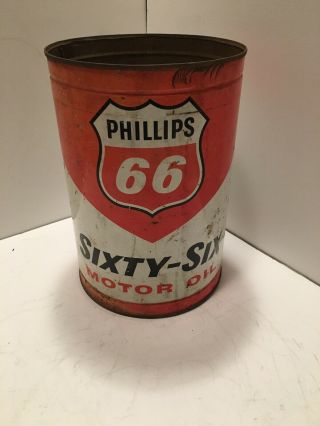 PHILLIPS
66
SIXTY-SIX
MOTOR OIL